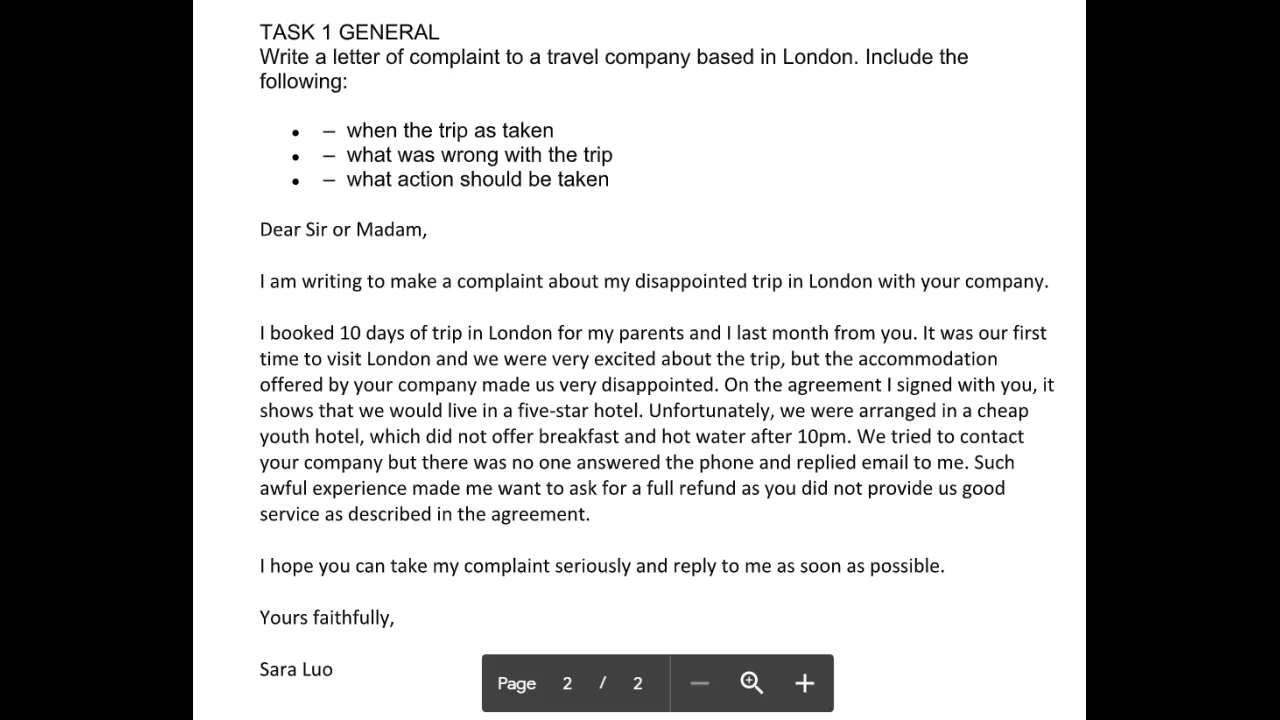 TASK 1 GENERAL
Write a letter of complaint to a travel company based in London. Include the
following:
• – when the trip as taken
• – what was wrong with the trip
• – what action should be taken
Dear Sir or Madam,
I am writing to make a complaint about my disappointed trip in London with your company.
I booked 10 days of trip in London for my parents and I last month from you. It was our first
time to visit London and we were very excited about the trip, but the accommodation
offered by your company made us very disappointed. On the agreement I signed with you, it
shows that we would live in a five-star hotel. Unfortunately, we were arranged in a cheap
youth hotel, which did not offer breakfast and hot water after 10pm. We tried to contact
your company but there was no one answered the phone and replied email to me. Such
awful experience made me want to ask for a full refund as you did not provide us good
service as described in the agreement.
I hope you can take my complaint seriously and reply to me as soon as possible.
Yours faithfully,
Sara Luo
Page 2 / 2